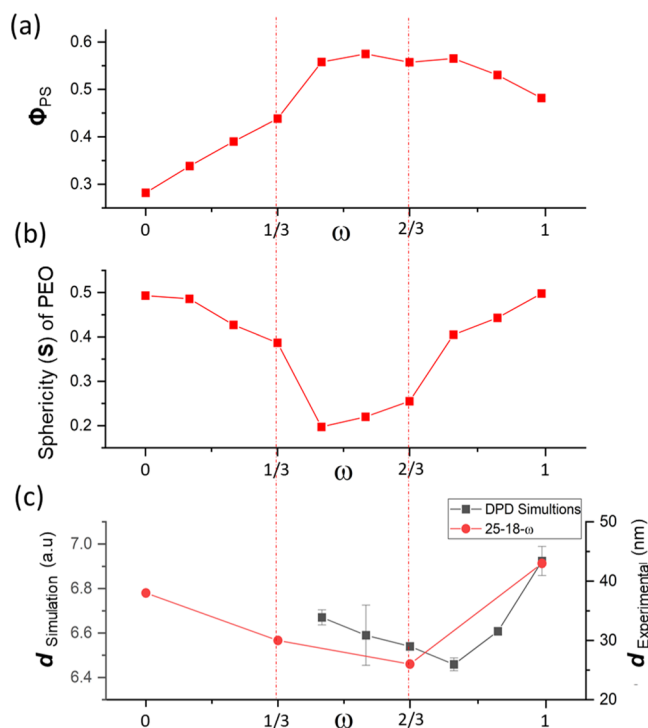 (a)
0.6
0.5
0.4
0.3
Φ PS
0 1/3 ω 2/3 1
(b)
0.5
0.4
0.3
0.2
Sphericity (s) of PEO
0 1/3 ω 2/3 1
(c)
DPD Simultions
25-18-ω
7.0
6.8
6.6
6.4
d Simulation (a.u)
50
40
30
20
d Experimental (nm)
0 1/3 ω 2/3 1